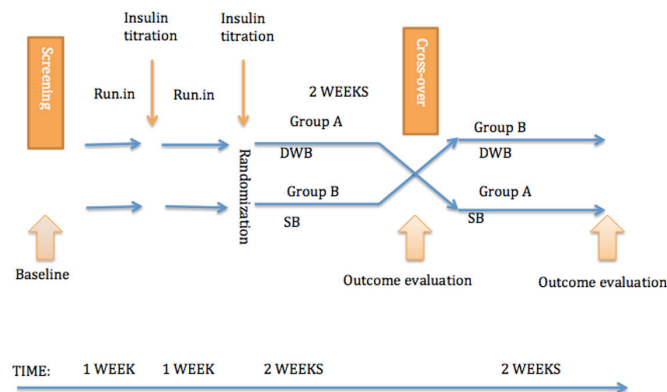 Insulin
titration
Insulin
titration
Screening
Cross-over
Run.in
Run.in
2 WEEKS
Group A
DWB
Group B
DWB
Randomization
Group B
SB
Group A
SB
Baseline
Outcome evaluation
Outcome evaluation
TIME:
1 WEEK
1 WEEK
2 WEEKS
2 WEEKS